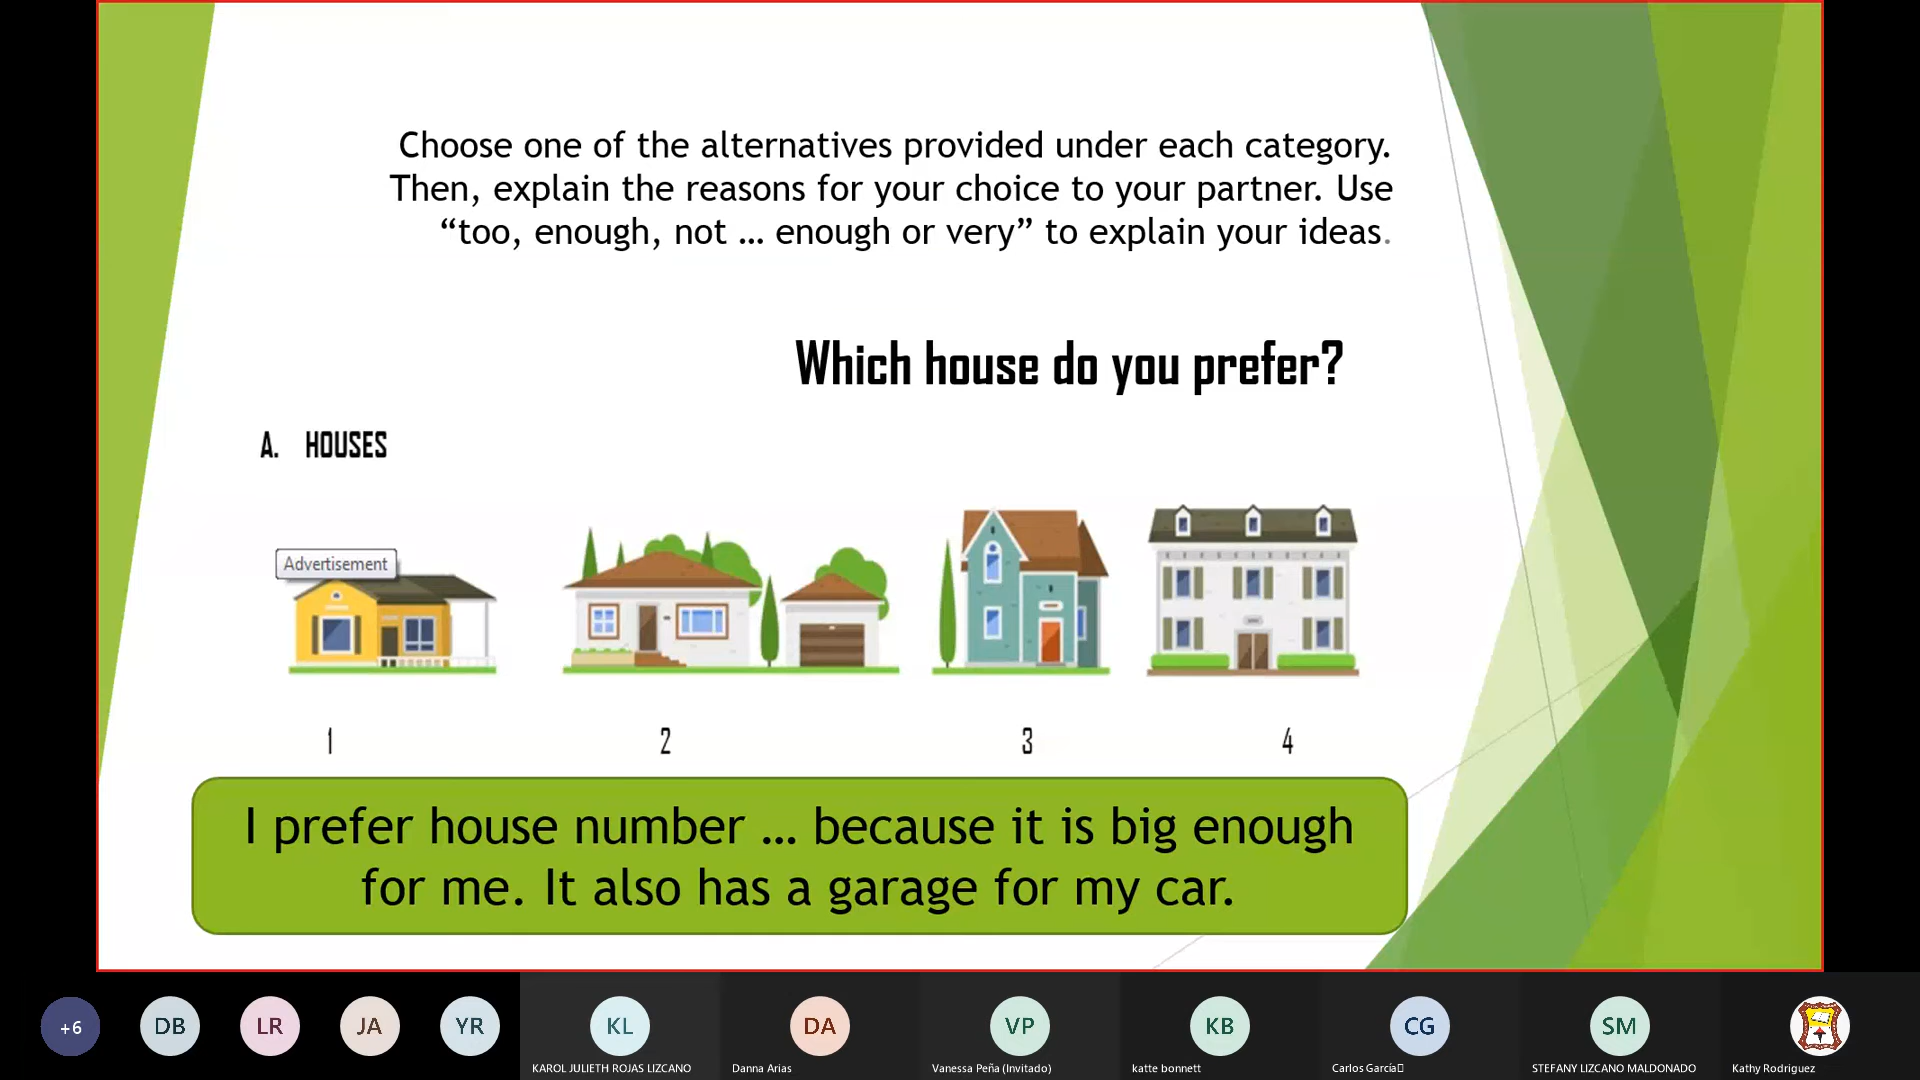 Choose one of the alternatives provided under each category.
Then, explain the reasons for your choice to your partner. Use
“too, enough, not … enough or very” to explain your ideas.
Which house do you prefer?
A. HOUSES
Advertisement
1 2 3 4
I prefer house number … because it is big enough
for me. It also has a garage for my car.
+6 DB LR JA YR KL DA VP KB CG SM
KAROL JULIETH ROJAS LIZCANO Danna Arias Vanessa Peña (Invitado) katte bonnett Carlos García STEFANY LIZCANO MALDONADO Kathy Rodriguez